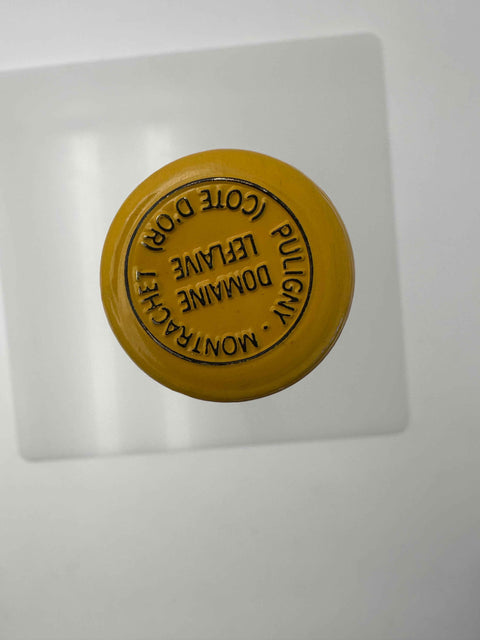 DOMAINE
LEFLAIVE
PULIGNY · MONTRACHET (COTE D'OR)